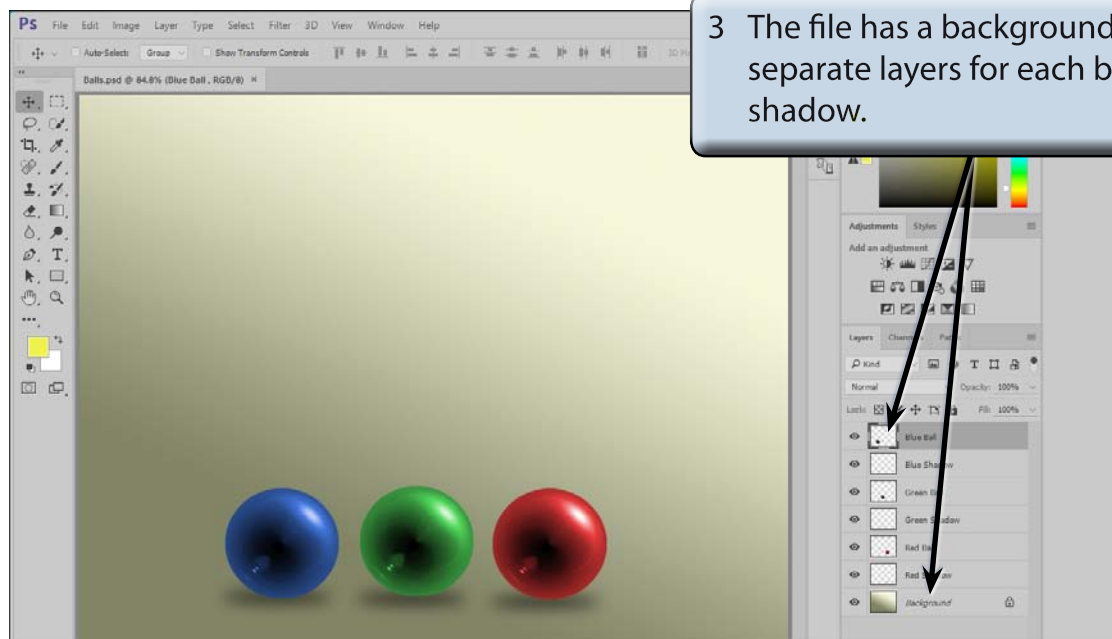 Ps File Edit Image Layer Type Select Filter 3D View Window Help
3 The file has a background
separate layers for each b
shadow.
Auto-Select: Group Show Transform Controls
Balls.psd @ 84.8% (Blue Ball , RGB/8) ×
Adjustments Styles
Add an adjustment
Layers
Kind
Normal Opacity: 100%
Lock: Fill: 100%
Blue Ball
Blue
Green
Green
Red
Red
Background